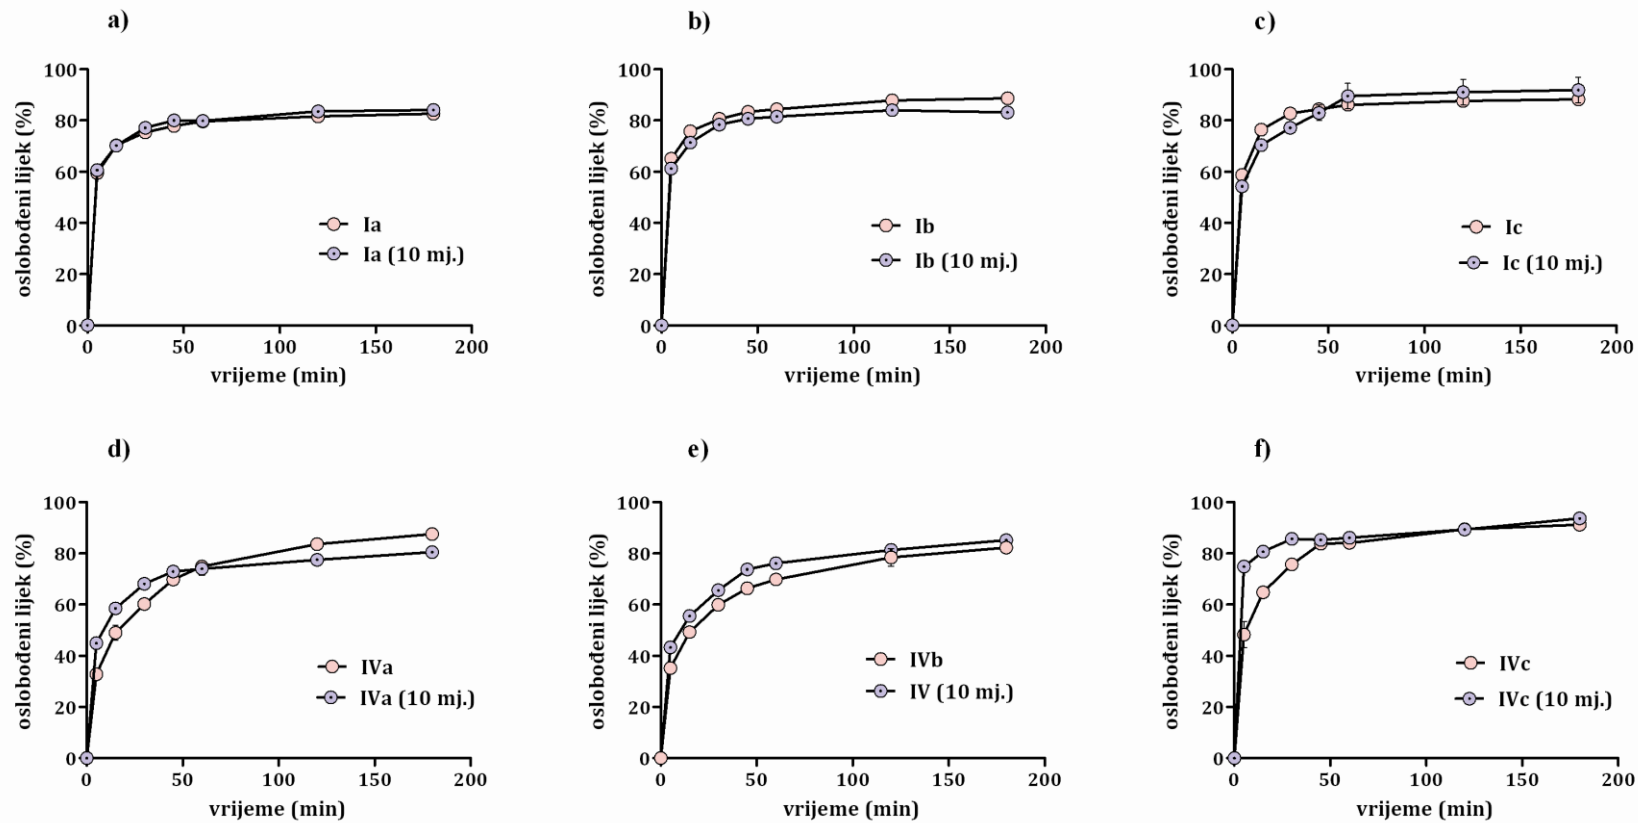 a)
100
80
60
40
20
0
oslobođeni lijek (%)
Ia
Ia (10 mj.)
0 50 100 150 200
vrijeme (min)
b)
100
80
60
40
20
0
oslobođeni lijek (%)
Ib
Ib (10 mj.)
0 50 100 150 200
vrijeme (min)
c)
100
80
60
40
20
0
oslobođeni lijek (%)
Ic
Ic (10 mj.)
0 50 100 150 200
vrijeme (min)
d)
100
80
60
40
20
0
oslobođeni lijek (%)
IVa
IVa (10 mj.)
0 50 100 150 200
vrijeme (min)
e)
100
80
60
40
20
0
oslobođeni lijek (%)
IVb
IV (10 mj.)
0 50 100 150 200
vrijeme (min)
f)
100
80
60
40
20
0
oslobođeni lijek (%)
IVc
IVc (10 mj.)
0 50 100 150 200
vrijeme (min)